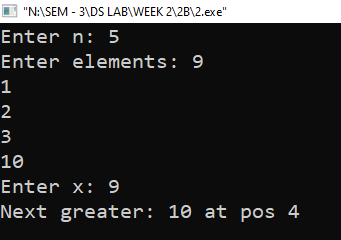 "N:\SEM - 3\DS LAB\WEEK 2\2B\2.exe"
Enter n: 5
Enter elements: 9
1
2
3
10
Enter x: 9
Next greater: 10 at pos 4